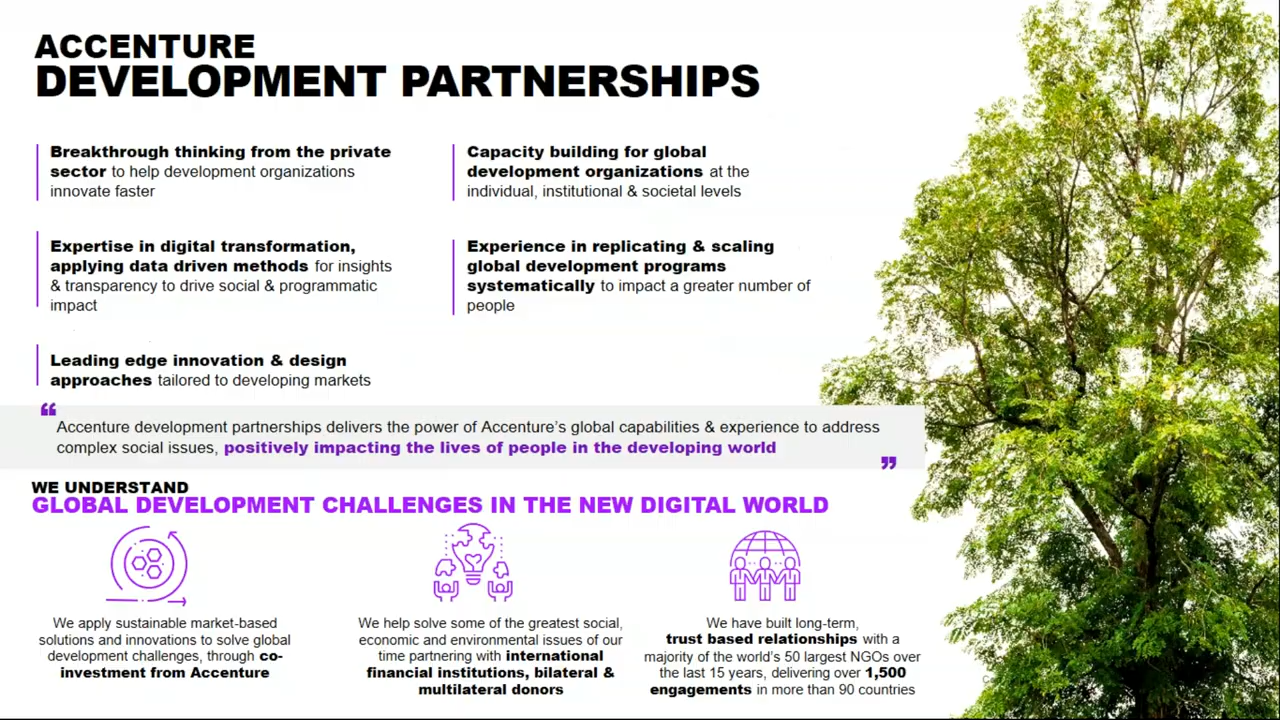 ACCENTURE
DEVELOPMENT PARTNERSHIPS
Breakthrough thinking from the private
sector to help development organizations
innovate faster
Capacity building for global
development organizations at the
individual, institutional & societal levels
Expertise in digital transformation,
applying data driven methods for insights
& transparency to drive social & programmatic
impact
Experience in replicating & scaling
global development programs
systematically to impact a greater number of
people
Leading edge innovation & design
approaches tailored to developing markets
“
Accenture development partnerships delivers the power of Accenture’s global capabilities & experience to address
complex social issues, positively impacting the lives of people in the developing world
”
WE UNDERSTAND
GLOBAL DEVELOPMENT CHALLENGES IN THE NEW DIGITAL WORLD
We apply sustainable market-based
solutions and innovations to solve global
development challenges, through co-
investment from Accenture
We help solve some of the greatest social,
economic and environmental issues of our
time partnering with international
financial institutions, bilateral &
multilateral donors
We have built long-term,
trust based relationships with a
majority of the world’s 50 largest NGOs over
the last 15 years, delivering over 1,500
engagements in more than 90 countries